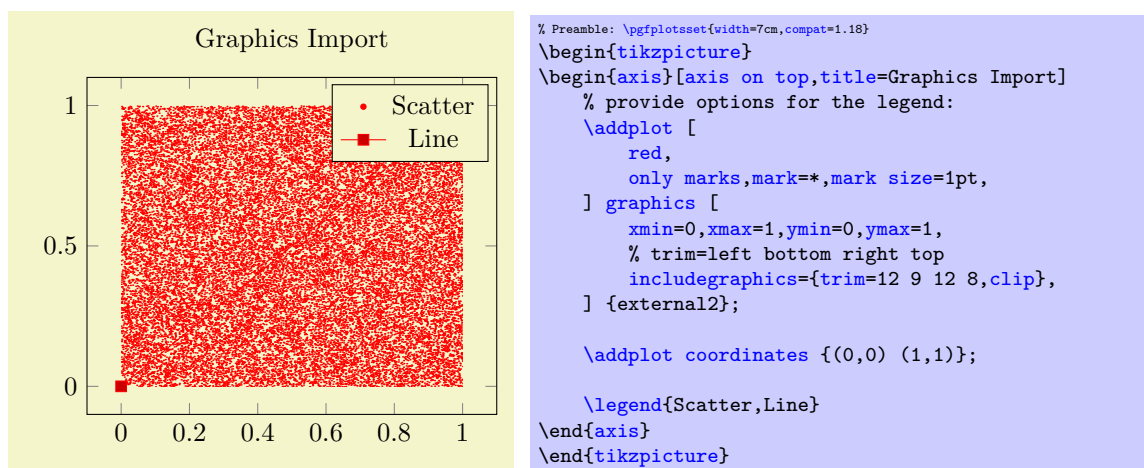 Graphics Import
1
0.5
0
0 0.2 0.4 0.6 0.8 1
Scatter
Line
% Preamble: \pgfplotsset{width=7cm,compat=1.18}
\begin{tikzpicture}
\begin{axis}[axis on top,title=Graphics Import]
    % provide options for the legend:
    \addplot [
        red,
        only marks,mark=*,mark size=1pt,
    ] graphics [
        xmin=0,xmax=1,ymin=0,ymax=1,
        % trim=left bottom right top
        includegraphics={trim=12 9 12 8,clip},
    ] {external2};
    \addplot coordinates {(0,0) (1,1)};
    \legend{Scatter,Line}
\end{axis}
\end{tikzpicture}